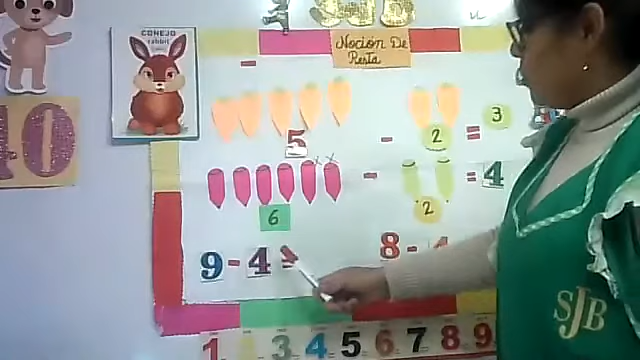 CONEJO
rabbit
Noción De
Resta
-
5 - 2 = 3
40
6 - 2 = 4
9 - 4 =
8 - 4
1 3 4 5 6 7 8 9
SJB